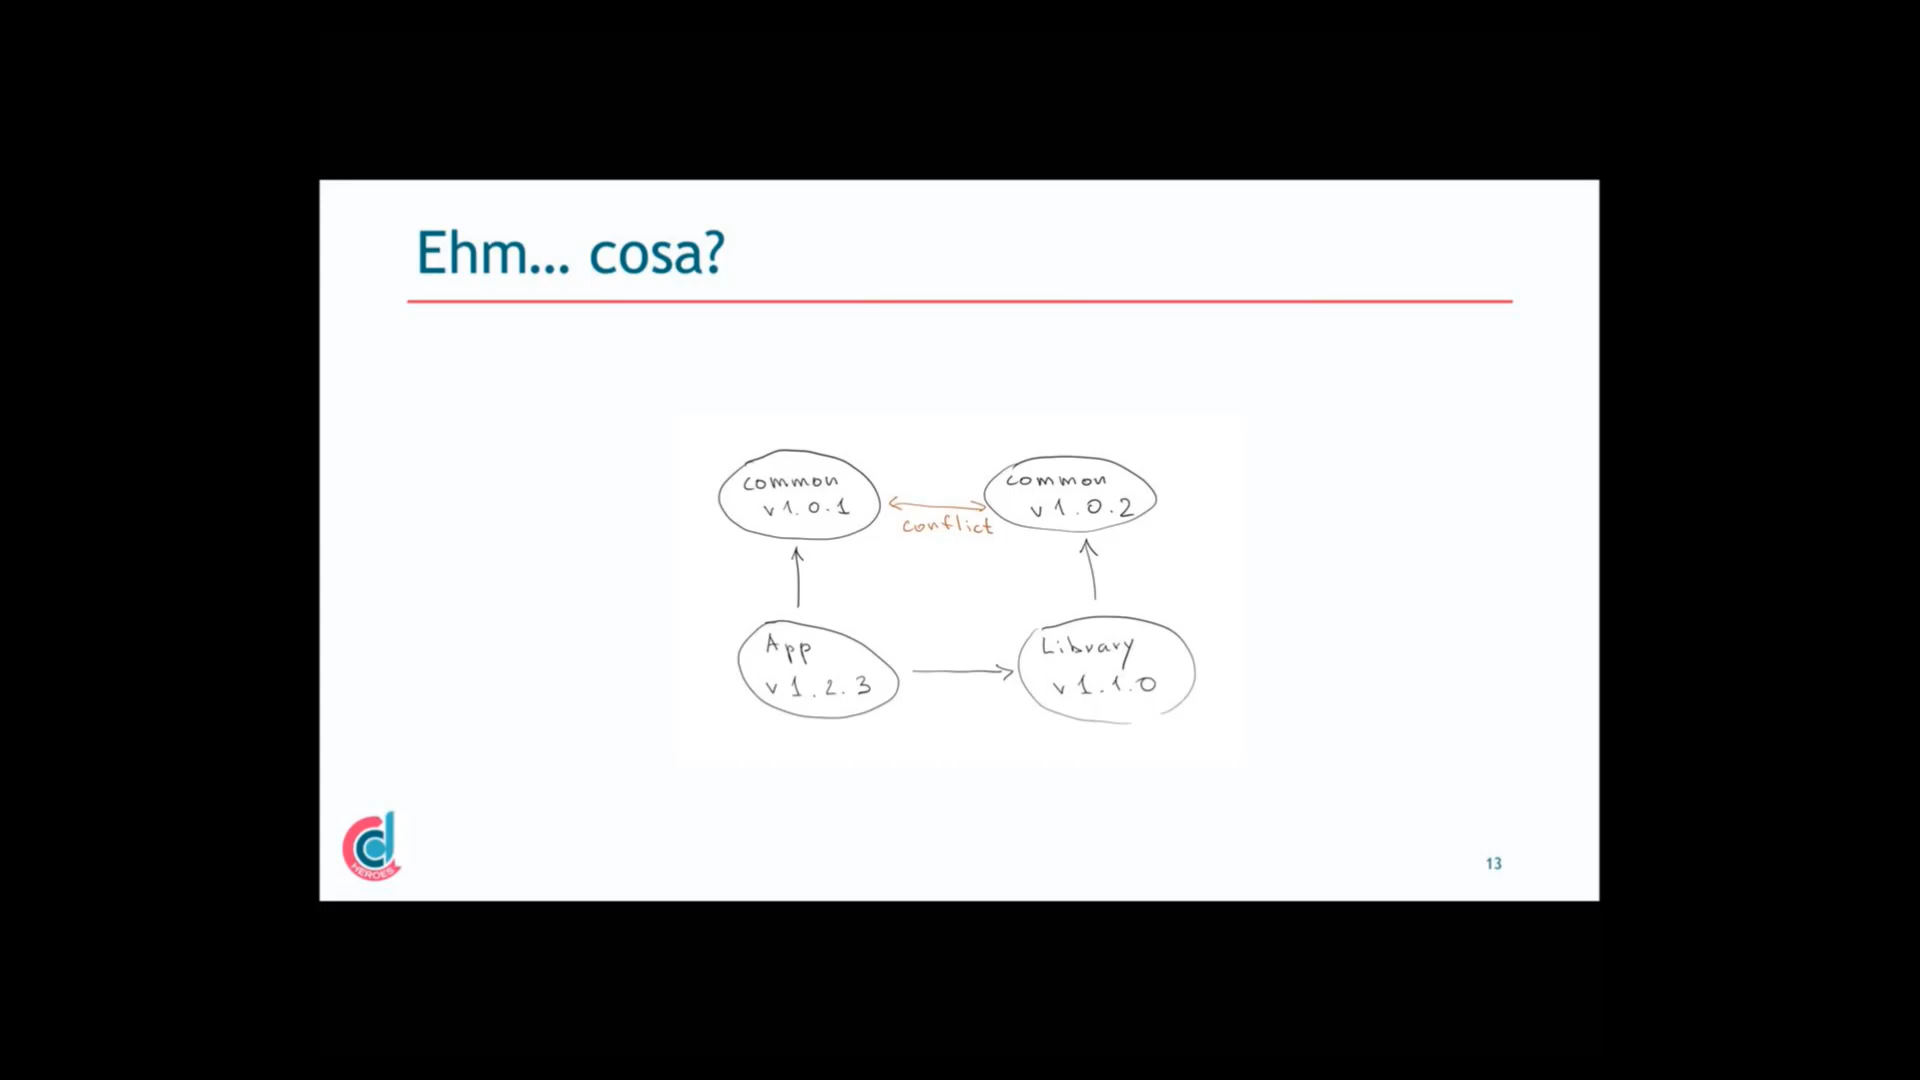 Ehm... cosa?
common
v1.0.1
common
v1.0.2
conflict
App
v1.2.3
Library
v1.1.0
HEROES
13